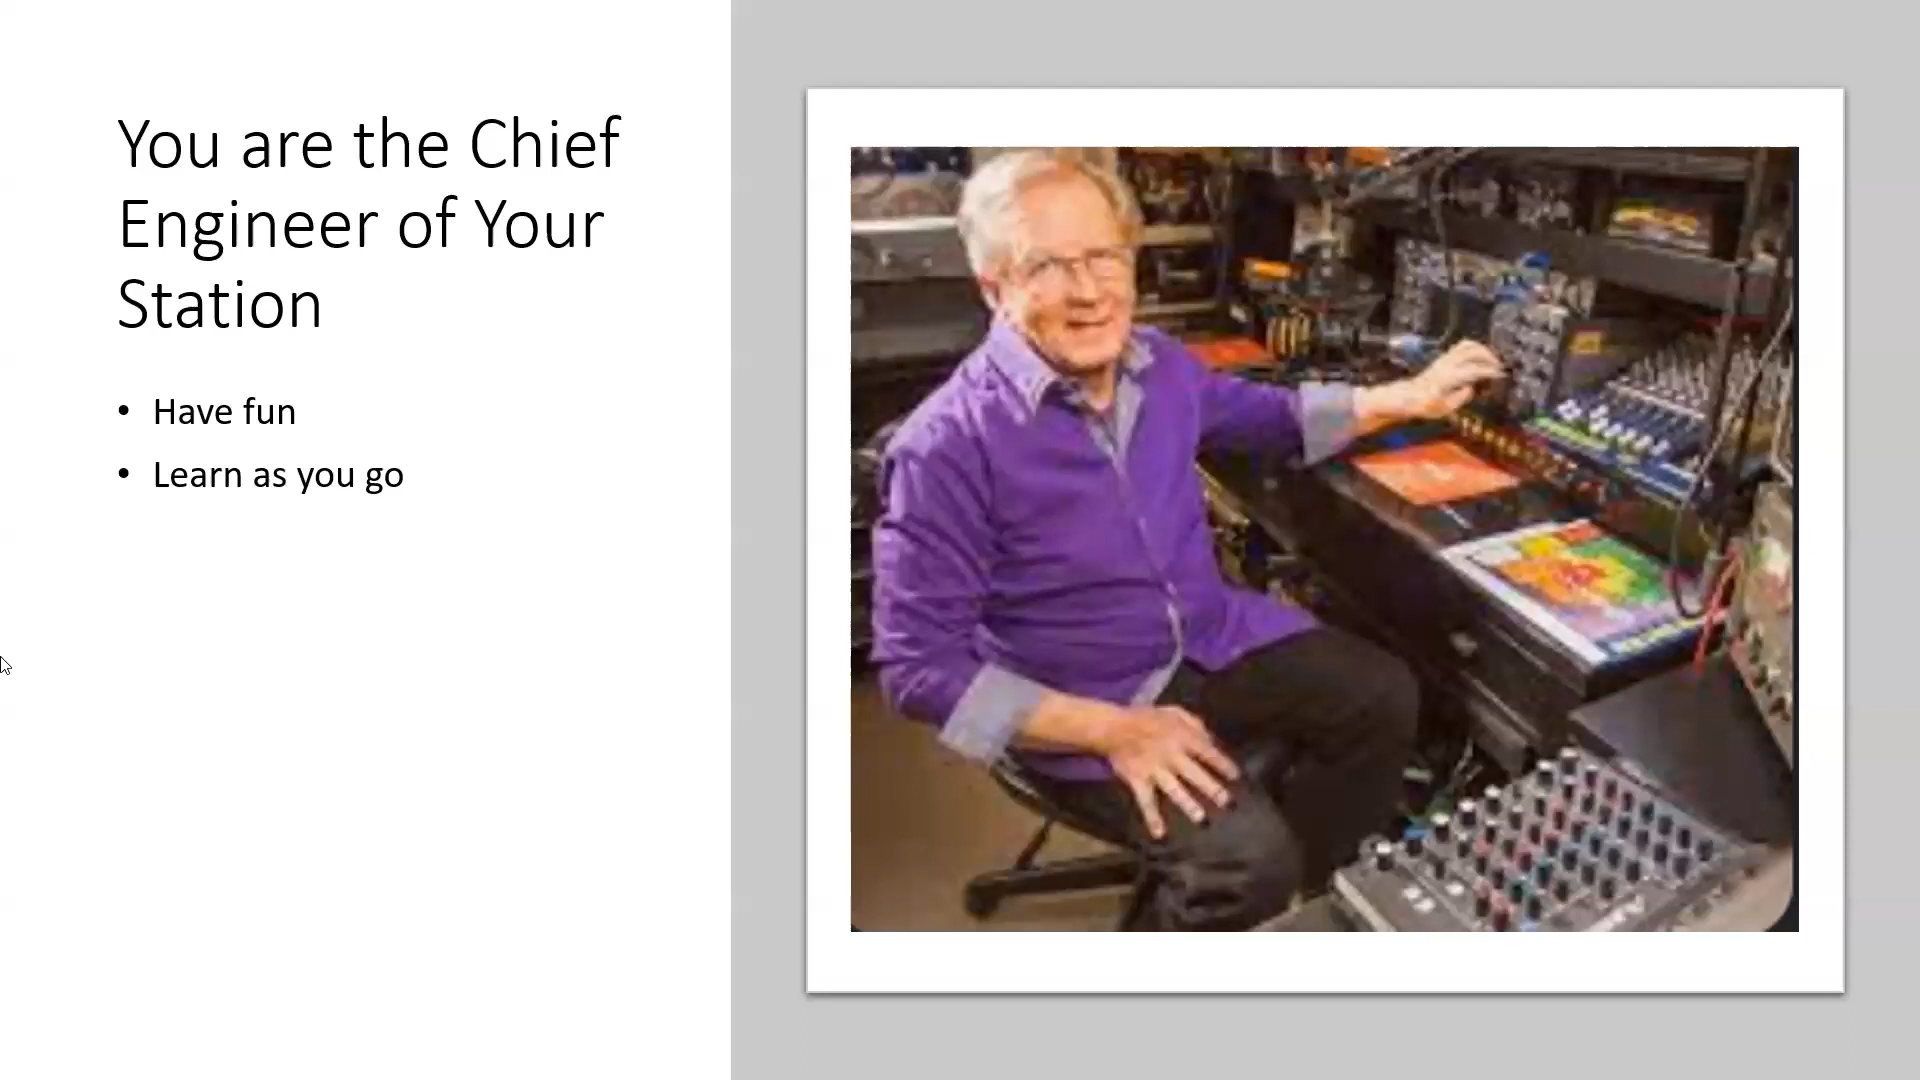 You are the Chief
Engineer of Your
Station
• Have fun
• Learn as you go